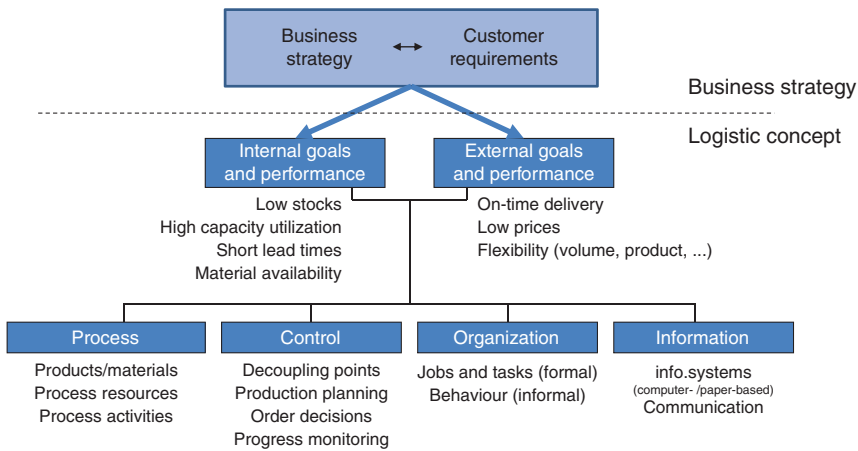 Business strategy
Customer requirements
Business strategy
Logistic concept
Internal goals
and performance
External goals
and performance
Low stocks
High capacity utilization
Short lead times
Material availability
On-time delivery
Low prices
Flexibility (volume, product, ...)
Process
Control
Organization
Information
Products/materials
Process resources
Process activities
Decoupling points
Production planning
Order decisions
Progress monitoring
Jobs and tasks (formal)
Behaviour (informal)
info.systems
(computer- /paper-based)
Communication